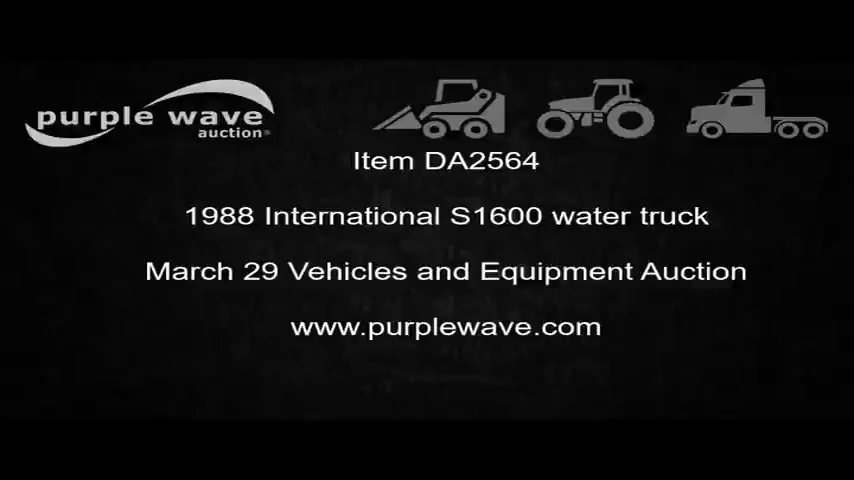 purple wave
auction®
Item DA2564
1988 International S1600 water truck
March 29 Vehicles and Equipment Auction
www.purplewave.com